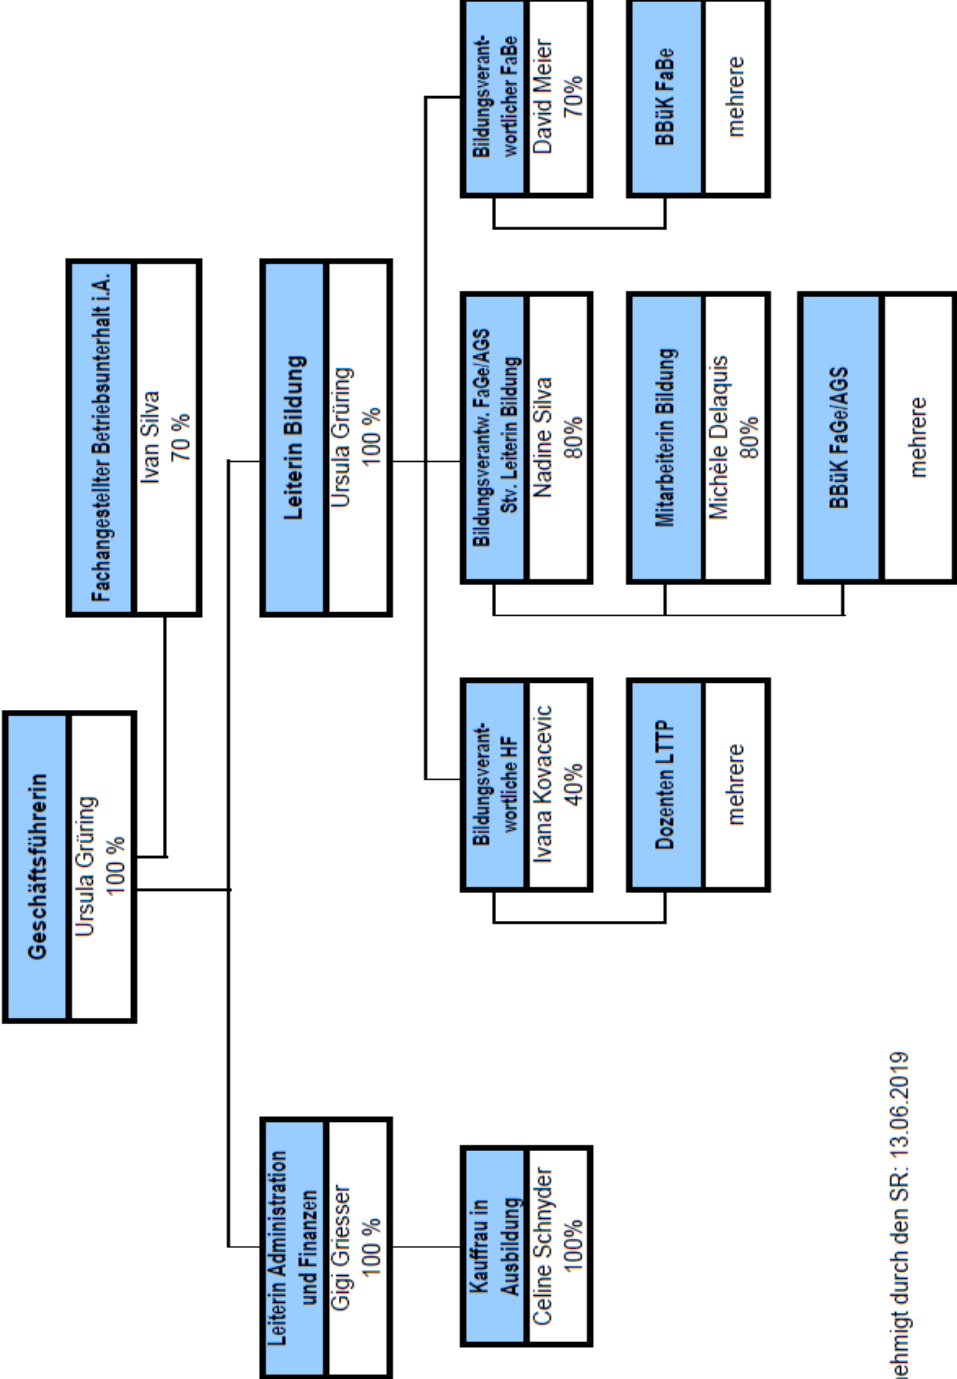 Geschäftsführerin
Ursula Grüring
100 %
Fachangestellter Betriebsunterhalt i.A.
Ivan Silva
70 %
Leiterin Administration
und Finanzen
Gigi Griesser
100 %
Leiterin Bildung
Ursula Grüring
100 %
Kauffrau in
Ausbildung
Celine Schnyder
100%
Bildungsverant-
wortliche HF
Ivana Kovacevic
40%
Bildungsverantw. FaGe/AGS
Stv. Leiterin Bildung
Nadine Silva
80%
Bildungsverant-
wortlicher FaBe
David Meier
70%
Dozenten LTTP
mehrere
Mitarbeiterin Bildung
Michèle Delaquis
80%
BBüK FaBe
mehrere
BBüK FaGe/AGS
mehrere
nehmigt durch den SR: 13.06.2019